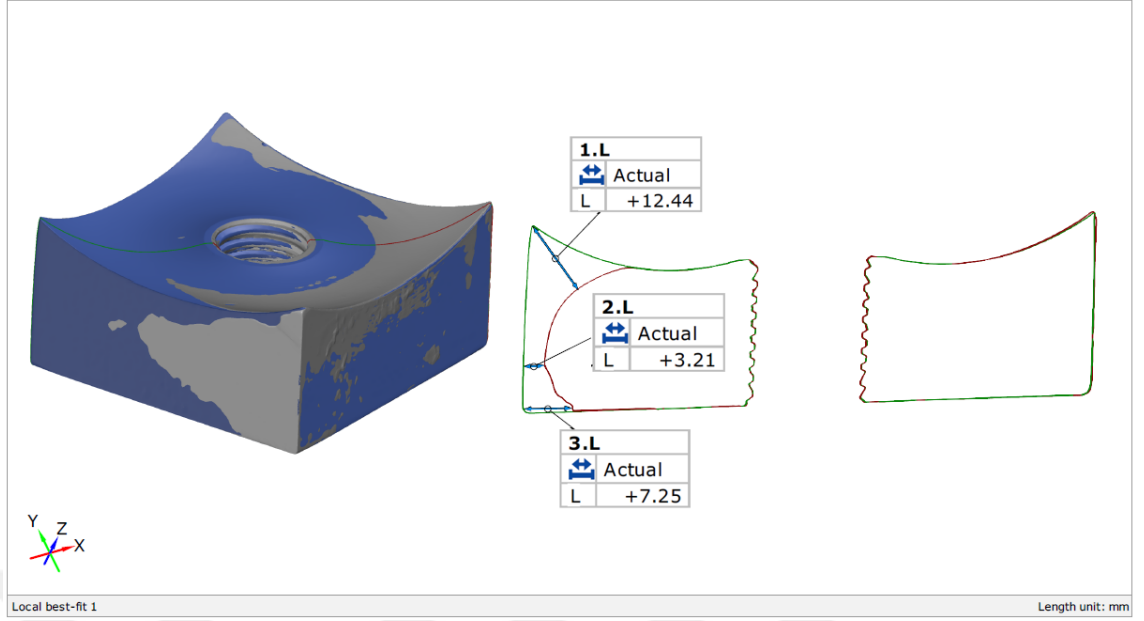 1.L
Actual
L +12.44
2.L
Actual
L +3.21
3.L
Actual
L +7.25
Y
Z
X
Local best-fit 1
Length unit: mm